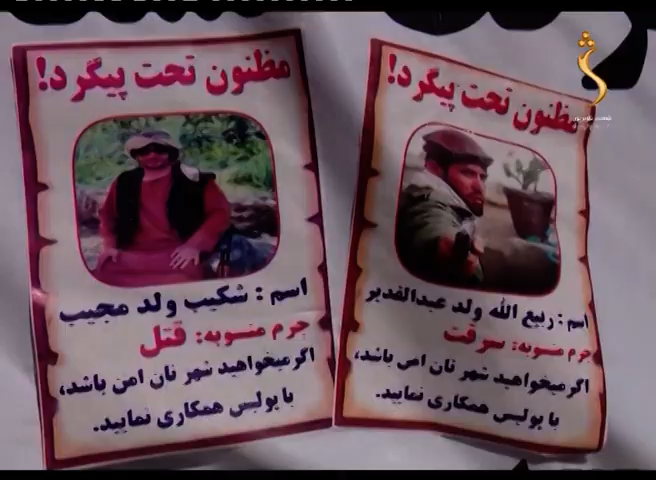 مظنون تحت پیگرد!
اسم : شکیب ولد مجیب
جرم منسوبه: قتل
اگر میخواهید شهر تان امن باشد،
با پولیس همکاری نمایید.
مظنون تحت پیگرد!
اسم : ربیع الله ولد عبدالقدیر
جرم منسوبه: سرقت
اگر میخواهید شهر تان امن باشد،
با پولیس همکاری نمایید.